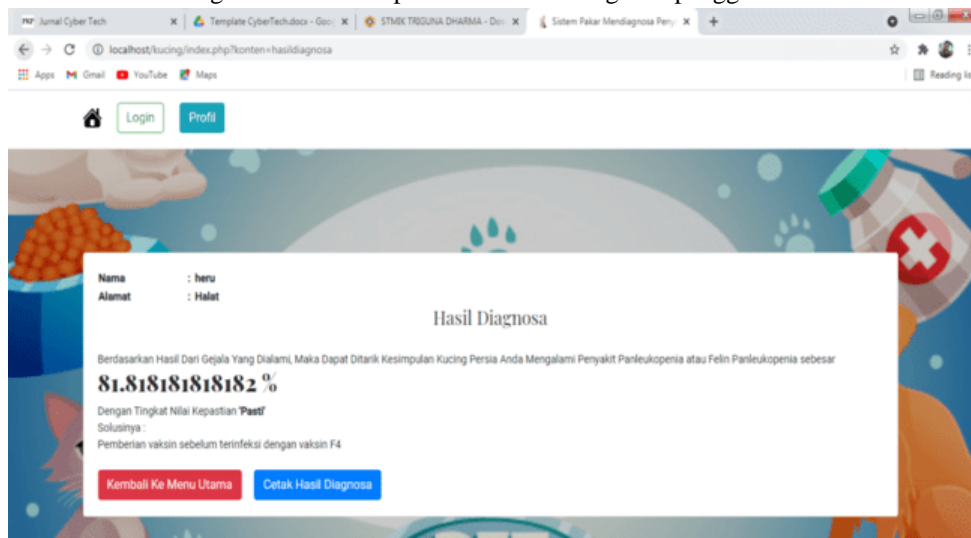 Jurnal Cyber Tech
Template CyberTech.docx - Goo
STMIK TRIGUNA DHARMA - Do
Sistem Pakar Mendiagnosa Peny
localhost/kucing/index.php?konten=hasildiagnosa
Apps Gmail YouTube Maps Reading lis
Login Profil
Nama : heru
Alamat : Halat
Hasil Diagnosa
Berdasarkan Hasil Dari Gejala Yang Dialami, Maka Dapat Ditarik Kesimpulan Kucing Persia Anda Mengalami Penyakit Panleukopenia atau Felin Panleukopenia sebesar
81.818181818182 %
Dengan Tingkat Nilai Kepastian 'Pasti'
Solusinya :
Pemberian vaksin sebelum terinfeksi dengan vaksin F4
Kembali Ke Menu Utama Cetak Hasil Diagnosa